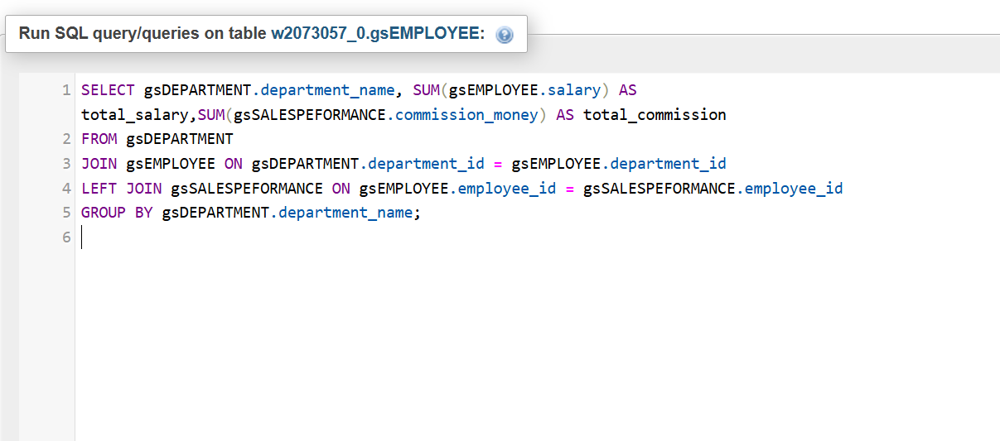 Run SQL query/queries on table w2073057_0.gsEMPLOYEE:
1 SELECT gsDEPARTMENT.department_name, SUM(gsEMPLOYEE.salary) AS
total_salary,SUM(gsSALESPEFORMANCE.commission_money) AS total_commission
2 FROM gsDEPARTMENT
3 JOIN gsEMPLOYEE ON gsDEPARTMENT.department_id = gsEMPLOYEE.department_id
4 LEFT JOIN gsSALESPEFORMANCE ON gsEMPLOYEE.employee_id = gsSALESPEFORMANCE.employee_id
5 GROUP BY gsDEPARTMENT.department_name;
6